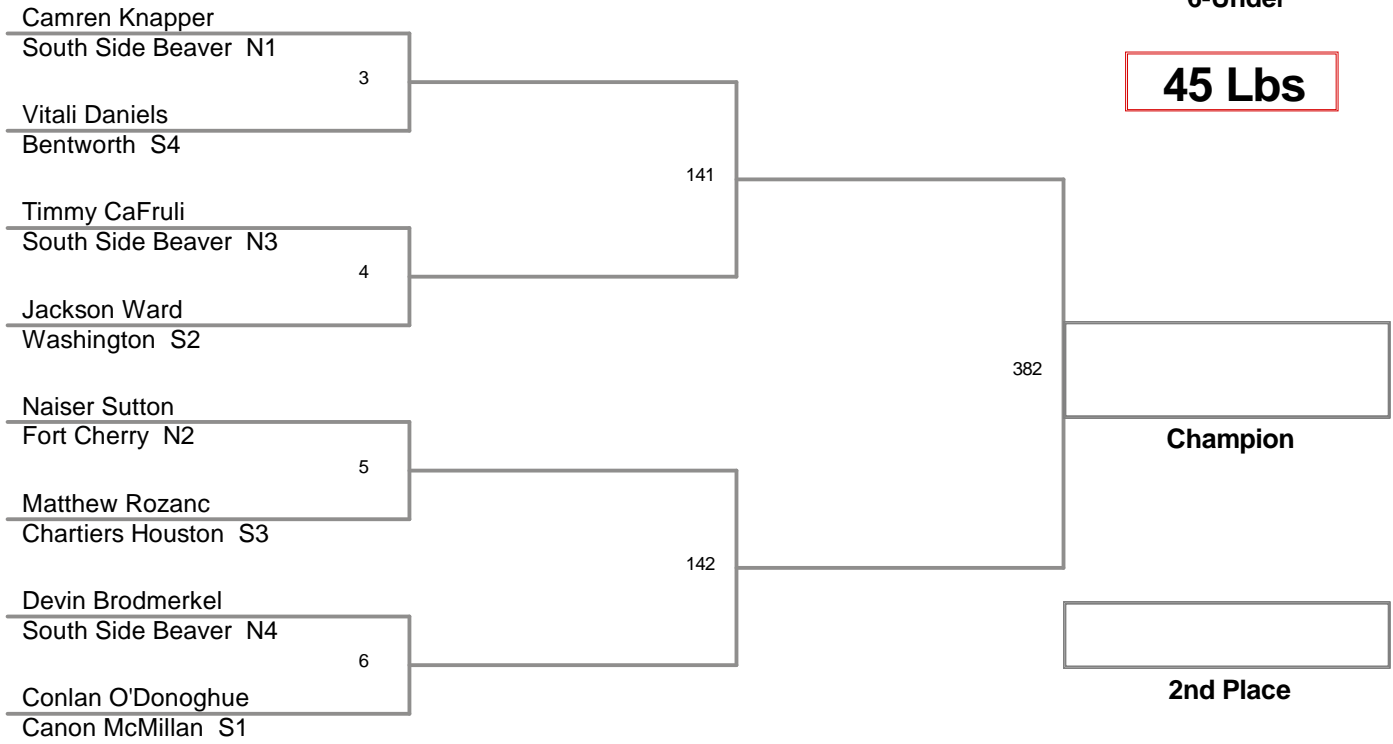 6-Under
45 Lbs
Camren Knapper
South Side Beaver N1
3
Vitali Daniels
Bentworth S4
141
Timmy CaFruli
South Side Beaver N3
4
Jackson Ward
Washington S2
382
Naiser Sutton
Fort Cherry N2
Champion
5
Matthew Rozanc
Chartiers Houston S3
142
Devin Brodmerkel
South Side Beaver N4
6
Conlan O'Donoghue
Canon McMillan S1
2nd Place